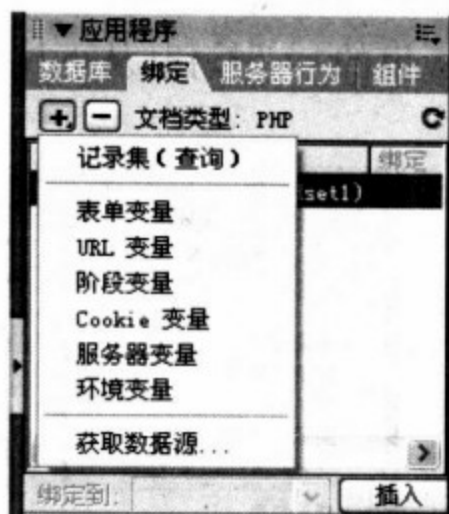 应用程序
数据库 绑定 服务器行为 组件
文档类型: PHP
记录集(查询) 绑定
set1)
表单变量
URL 变量
阶段变量
Cookie 变量
服务器变量
环境变量
获取数据源...
绑定到: 插入